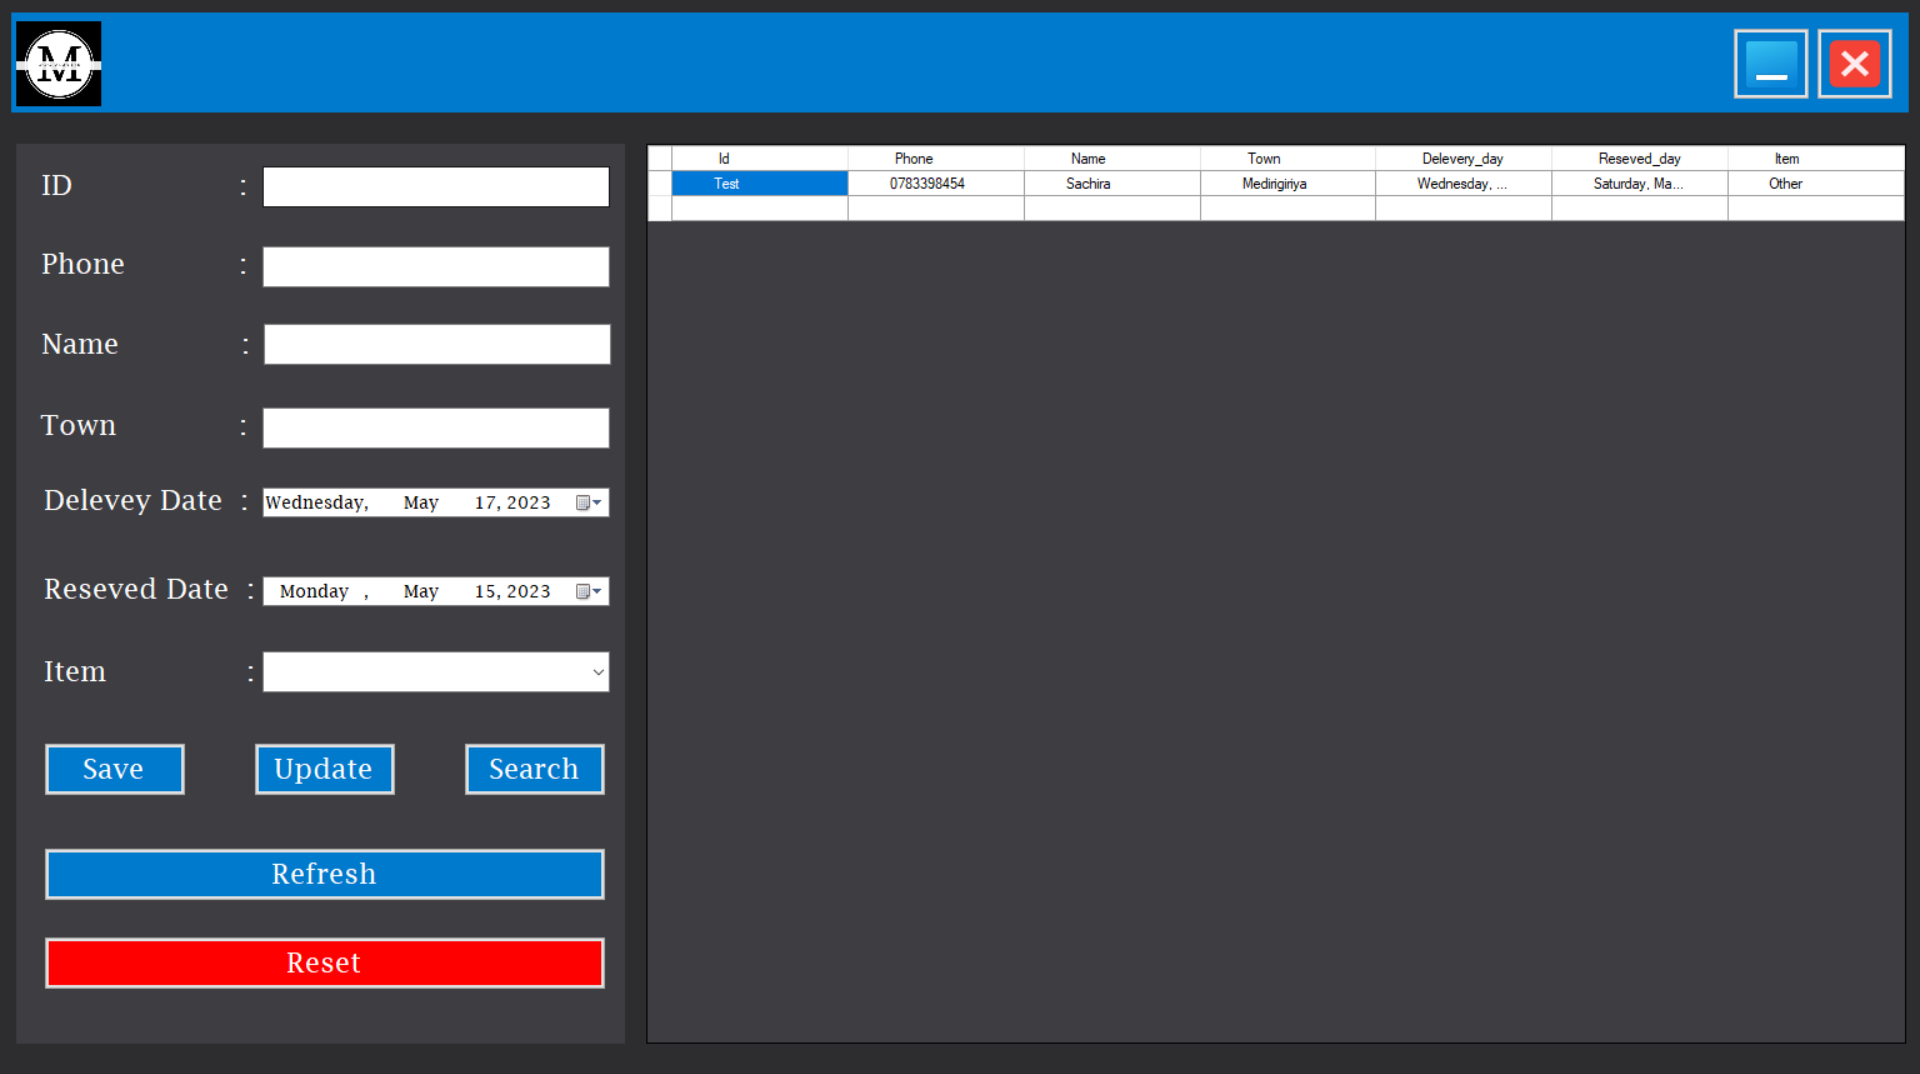 M
ID :
Phone :
Name :
Town :
Delevey Date : Wednesday, May 17, 2023
Reseved Date : Monday , May 15, 2023
Item :
Save Update Search
Refresh
Reset
Id Phone Name Town Delevery_day Reseved_day Item
Test 0783398454 Sachira Medirigiriya Wednesday, ... Saturday, Ma... Other